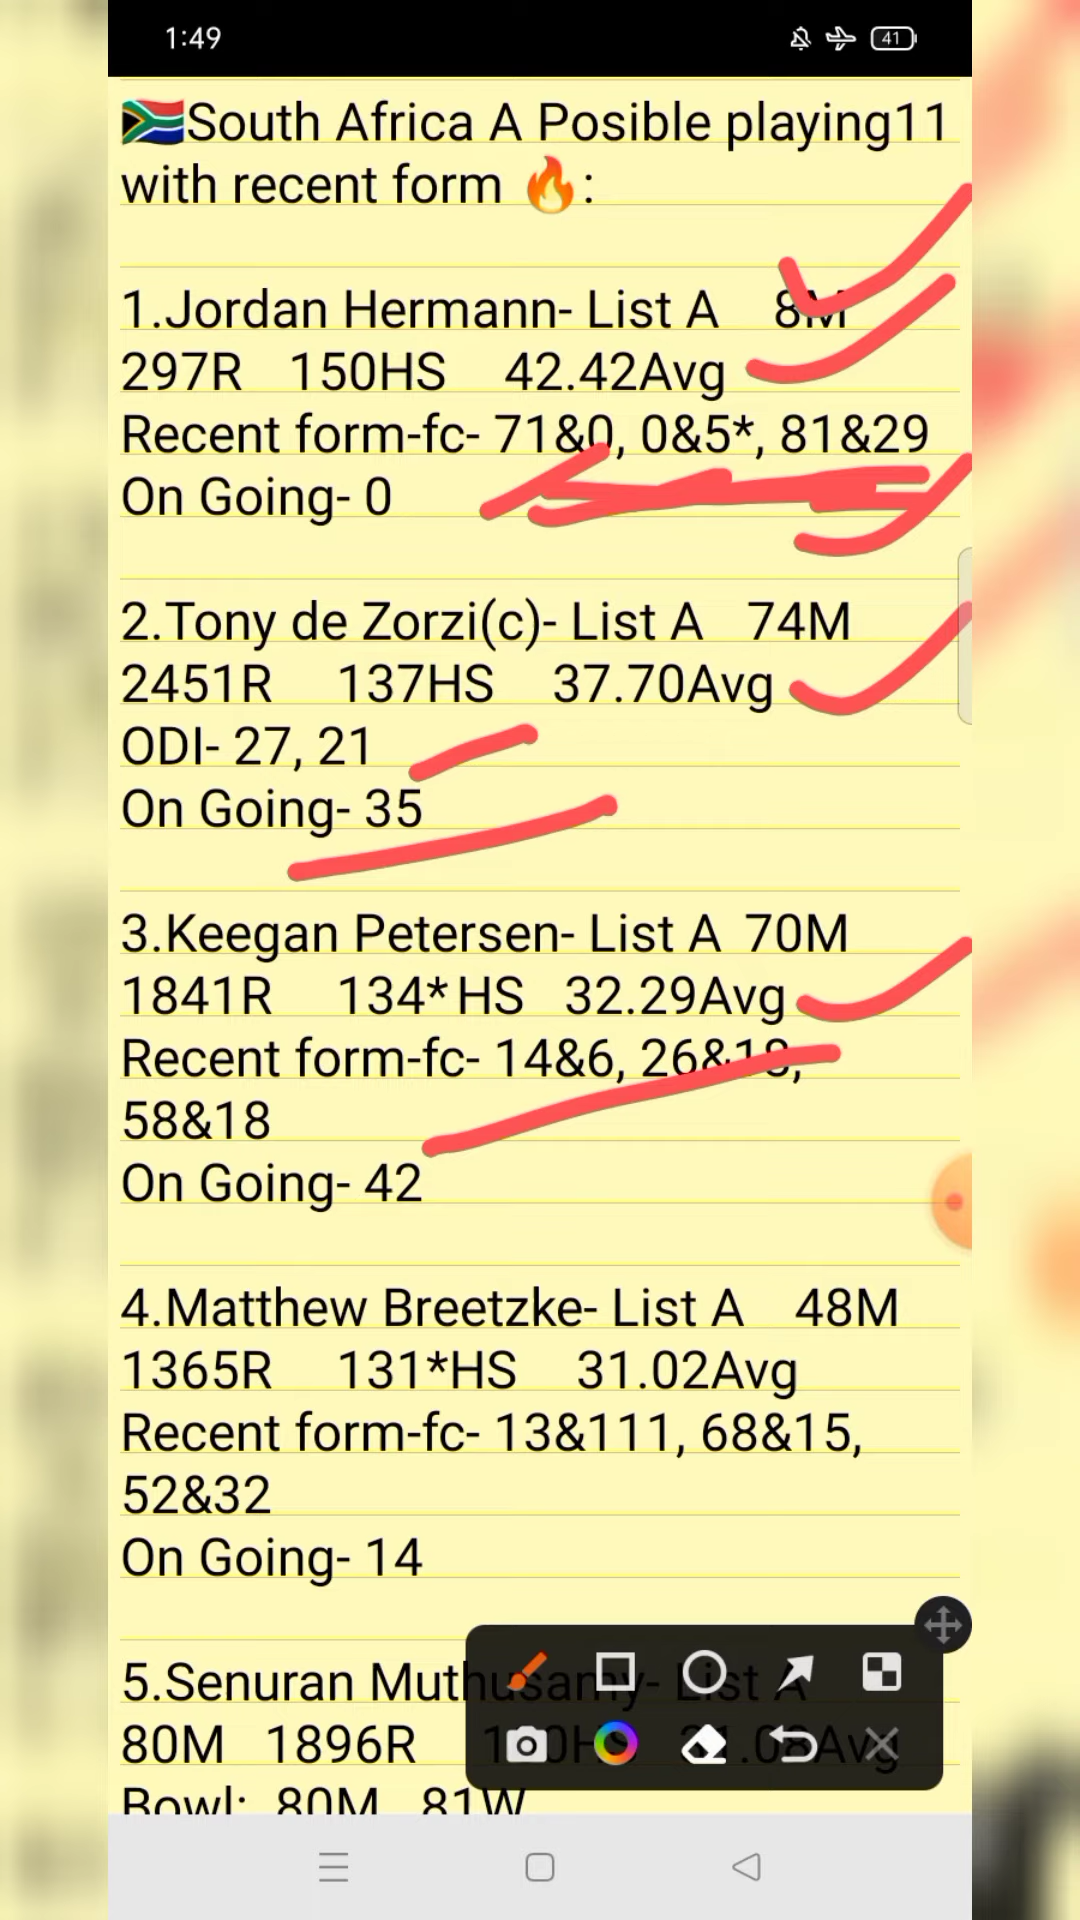 1:49
41
South Africa A Posible playing11
with recent form 🔥:
1.Jordan Hermann- List A 8M
297R 150HS 42.42Avg
Recent form-fc- 71&0, 0&5*, 81&29
On Going- 0
2.Tony de Zorzi(c)- List A 74M
2451R 137HS 37.70Avg
ODI- 27, 21
On Going- 35
3.Keegan Petersen- List A 70M
1841R 134* HS 32.29Avg
Recent form-fc- 14&6, 26&18,
58&18
On Going- 42
4.Matthew Breetzke- List A 48M
1365R 131*HS 31.02Avg
Recent form-fc- 13&111, 68&15,
52&32
On Going- 14
5.Senuran Muthusamy- List A
80M 1896R
Bowl: 80M 81W